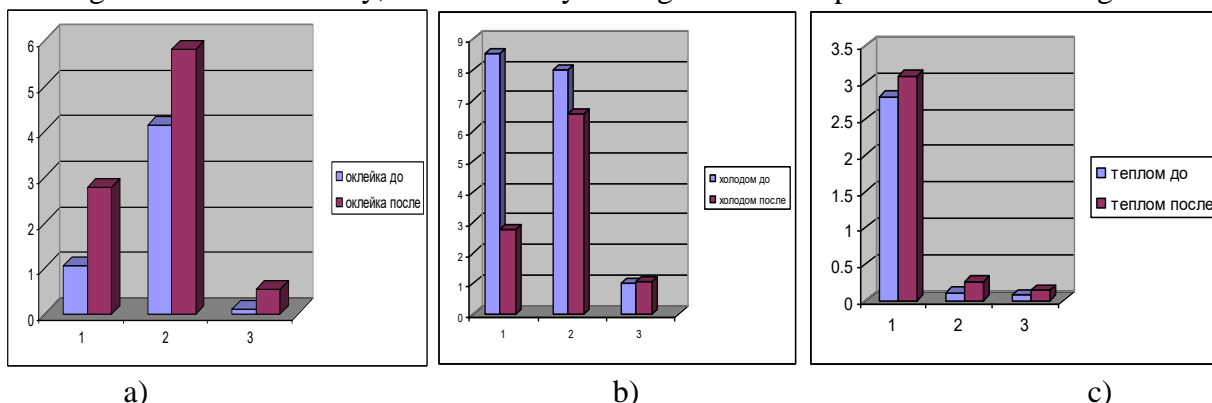 6
5
4
3
2
1
0
1 2 3
оклейка до
оклейка после
9
8
7
6
5
4
3
2
1
0
1 2 3
холодом до
холодом после
3.5
3
2.5
2
1.5
1
0.5
0
1 2 3
теплом до
теплом после
a) b) c)